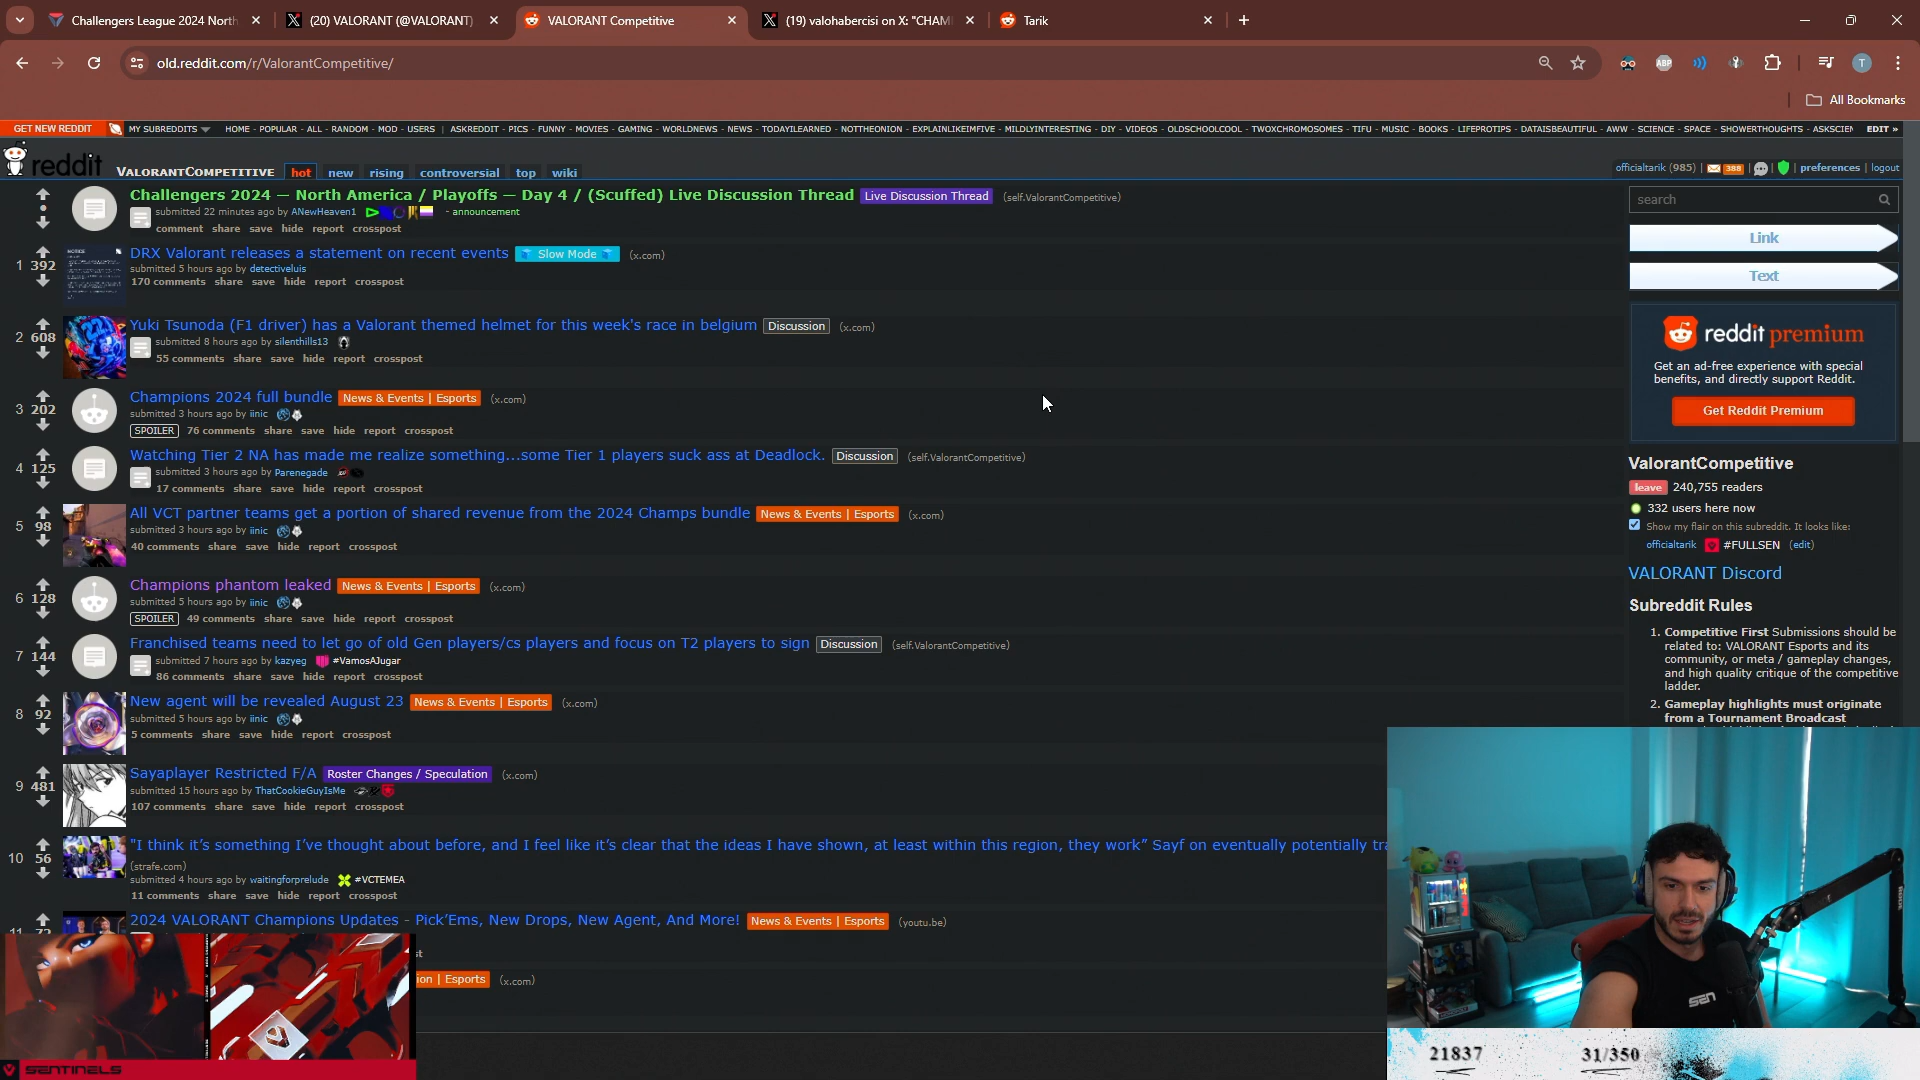 Challengers League 2024 North
(20) VALORANT (@VALORANT)
VALORANT Competitive
(19) valohabercisi on X: "CHAM
Tarik
old.reddit.com/r/ValorantCompetitive/
ABP
T
All Bookmarks
GET NEW REDDIT MY SUBREDDITS HOME - POPULAR - ALL - RANDOM - MOD - USERS | ASKREDDIT - PICS - FUNNY - MOVIES - GAMING - WORLDNEWS - NEWS - TODAYILEARNED - NOTTHEONION - EXPLAINLIKEIMFIVE - MILDLYINTERESTING - DIY - VIDEOS - OLDSCHOOLCOOL - TWOXCHROMOSOMES - TIFU - MUSIC - BOOKS - LIFEPROTIPS - DATAISBEAUTIFUL - AWW - SCIENCE - SPACE - SHOWERTHOUGHTS - ASKSCIEN EDIT »
reddit VALORANTCOMPETITIVE hot new rising controversial top wiki
officialtarik (985) | 388 | | preferences | logout
Challengers 2024 — North America / Playoffs — Day 4 / (Scuffed) Live Discussion Thread Live Discussion Thread (self.ValorantCompetitive)
submitted 22 minutes ago by ANewHeaven1 - announcement
comment share save hide report crosspost
1 392 DRX Valorant releases a statement on recent events Slow Mode (x.com)
submitted 5 hours ago by detectiveluis
170 comments share save hide report crosspost
2 608 Yuki Tsunoda (F1 driver) has a Valorant themed helmet for this week's race in belgium Discussion (x.com)
submitted 8 hours ago by silenthills13
55 comments share save hide report crosspost
3 202 Champions 2024 full bundle News & Events | Esports (x.com)
submitted 3 hours ago by iinic
SPOILER 76 comments share save hide report crosspost
4 125 Watching Tier 2 NA has made me realize something...some Tier 1 players suck ass at Deadlock. Discussion (self.ValorantCompetitive)
submitted 3 hours ago by Parenegade
17 comments share save hide report crosspost
5 98 All VCT partner teams get a portion of shared revenue from the 2024 Champs bundle News & Events | Esports (x.com)
submitted 3 hours ago by iinic
40 comments share save hide report crosspost
6 128 Champions phantom leaked News & Events | Esports (x.com)
submitted 5 hours ago by iinic
SPOILER 49 comments share save hide report crosspost
7 144 Franchised teams need to let go of old Gen players/cs players and focus on T2 players to sign Discussion (self.ValorantCompetitive)
submitted 7 hours ago by kazyeg #VamosAJugar
86 comments share save hide report crosspost
8 92 New agent will be revealed August 23 News & Events | Esports (x.com)
submitted 5 hours ago by iinic
5 comments share save hide report crosspost
9 481 Sayaplayer Restricted F/A Roster Changes / Speculation (x.com)
submitted 15 hours ago by ThatCookieGuyIsMe
107 comments share save hide report crosspost
10 56 "I think it's something I've thought about before, and I feel like it's clear that the ideas I have shown, at least within this region, they work" Sayf on eventually potentially tra
(strafe.com)
submitted 4 hours ago by waitingforprelude #VCTEMEA
11 comments share save hide report crosspost
2024 VALORANT Champions Updates - Pick'Ems, New Drops, New Agent, And More! News & Events | Esports (youtu.be)
st
ion | Esports (x.com)
search
Link
Text
reddit premium
Get an ad-free experience with special
benefits, and directly support Reddit.
Get Reddit Premium
ValorantCompetitive
leave 240,755 readers
332 users here now
Show my flair on this subreddit. It looks like:
officialtarik #FULLSEN (edit)
VALORANT Discord
Subreddit Rules
1. Competitive First Submissions should be
related to: VALORANT Esports and its
community, or meta / gameplay changes,
and high quality critique of the competitive
ladder.
2. Gameplay highlights must originate
from a Tournament Broadcast
SEN
SENTINELS
21837
31/350